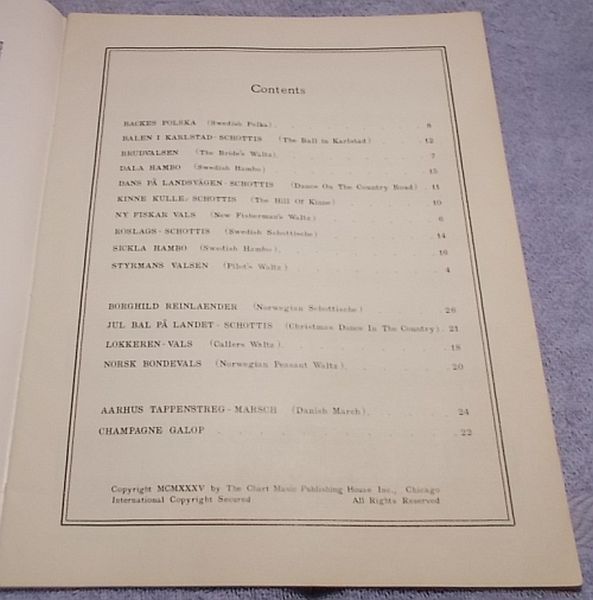 Contents
BACKES POLSKA (Swedish Polka) 8
BALEN I KARLSTAD-SCHOTTIS (The Ball in Karlstad) 12
BRUDVALSEN (The Bride's Waltz) 7
DALA HAMBO (Swedish Hambo)
DANS PÅ LANDSVÄGEN-SCHOTTIS (Dance On The Country Road) 11
KINNE KULLE-SCHOTTIS (The Hill Of Kinne) 10
NY FISKAR VALS (New Fisherman's Waltz) 6
ROSLAGS-SCHOTTIS (Swedish Schottische) 14
SICKLA HAMBO (Swedish Hambo) 16
STYRMANS VALSEN (Pilot's Waltz) 4
BORGHILD REINLAENDER (Norwegian Schottische) 26
JUL BAL PÅ LANDET-SCHOTTIS (Christmas Dance In The Country) 21
LOKKEREN-VALS (Callers Waltz) 18
NORSK BONDEVALS (Norwegian Peasant Waltz) 20
AARHUS TAPPENSTREG-MARSCH (Danish March) 24
CHAMPAGNE GALOP 22
Copyright MCMXXXV by The Chart Music Publishing House Inc., Chicago
International Copyright Secured All Rights Reserved